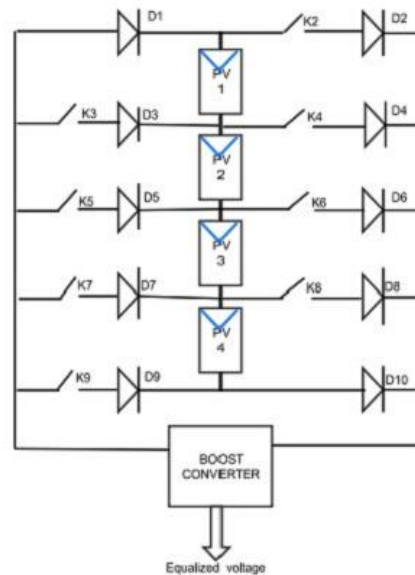 D1
K2
D2
PV
1
K3
D3
K4
D4
PV
2
K5
D5
K6
D6
PV
3
K7
D7
K8
D8
PV
4
K9
D9
D10
BOOST
CONVERTER
Equalized voltage